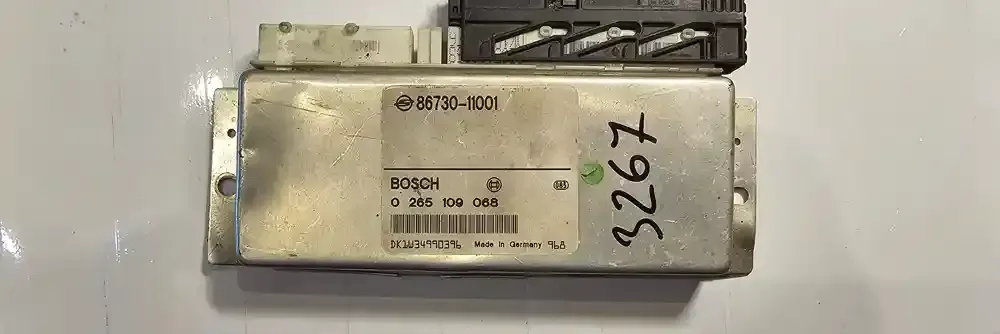 86730-11001
BOSCH
0 265 109 068
DK1W34990396 Made in Germany 968
3267